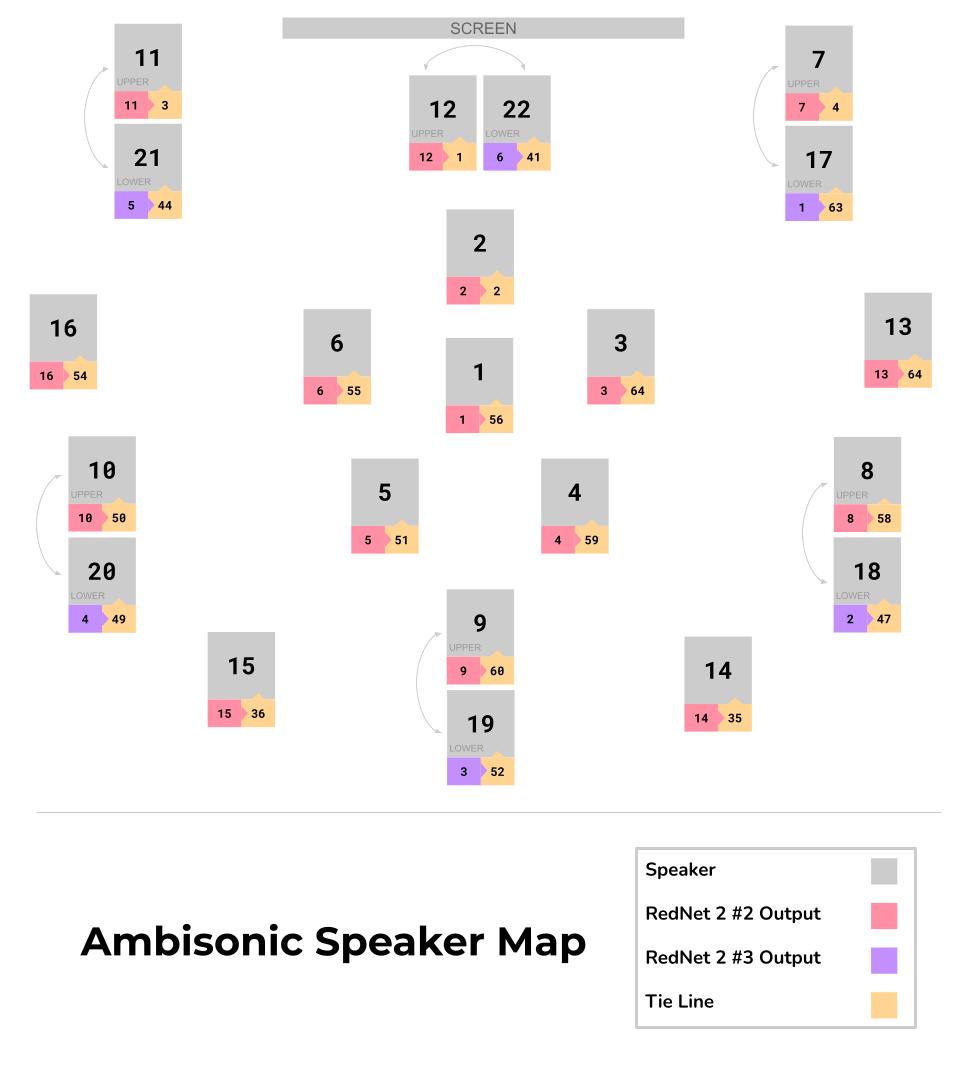 SCREEN
11
UPPER
11 3
21
LOWER
5 44
12
UPPER
12 1
22
LOWER
6 41
7
UPPER
7 4
17
LOWER
1 63
2
2 2
16
16 54
6
6 55
1
1 56
3
3 64
13
13 64
10
UPPER
10 50
20
LOWER
4 49
5
5 51
4
4 59
8
UPPER
8 58
18
LOWER
2 47
15
15 36
9
UPPER
9 60
19
LOWER
3 52
14
14 35
Ambisonic Speaker Map
Speaker
RedNet 2 #2 Output
RedNet 2 #3 Output
Tie Line